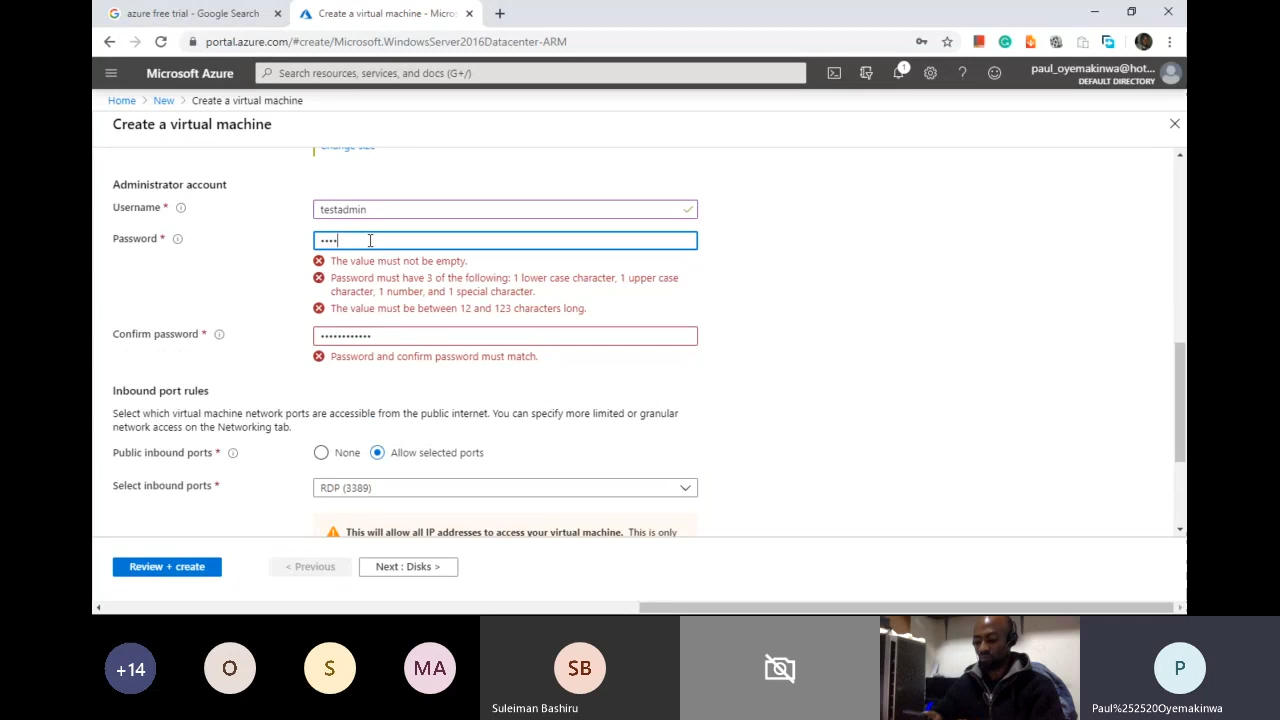 azure free trial - Google Search
Create a virtual machine - Micros
portal.azure.com/#create/Microsoft.WindowsServer2016Datacenter-ARM
Microsoft Azure
Search resources, services, and docs (G+/)
1
paul_oyemakinwa@hot...
DEFAULT DIRECTORY
Home > New > Create a virtual machine
Create a virtual machine
Change size
Administrator account
Username *
testadmin
Password *
••••
The value must not be empty.
Password must have 3 of the following: 1 lower case character, 1 upper case
character, 1 number, and 1 special character.
The value must be between 12 and 123 characters long.
Confirm password *
••••••••••••
Password and confirm password must match.
Inbound port rules
Select which virtual machine network ports are accessible from the public internet. You can specify more limited or granular
network access on the Networking tab.
Public inbound ports *
None
Allow selected ports
Select inbound ports *
RDP (3389)
This will allow all IP addresses to access your virtual machine. This is only
Review + create
< Previous
Next : Disks >
+14
O
S
MA
SB
Suleiman Bashiru
P
Paul%252520Oyemakinwa